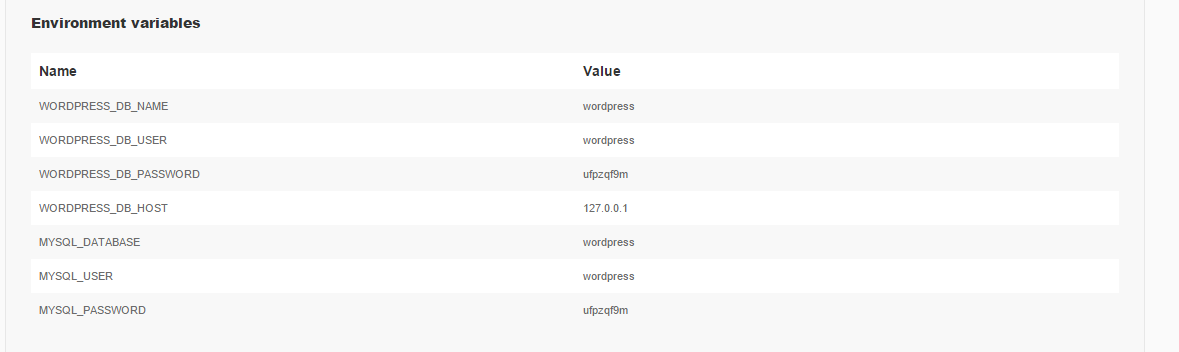 Environment variables
Name Value
WORDPRESS_DB_NAME wordpress
WORDPRESS_DB_USER wordpress
WORDPRESS_DB_PASSWORD ufpzqf9m
WORDPRESS_DB_HOST 127.0.0.1
MYSQL_DATABASE wordpress
MYSQL_USER wordpress
MYSQL_PASSWORD ufpzqf9m